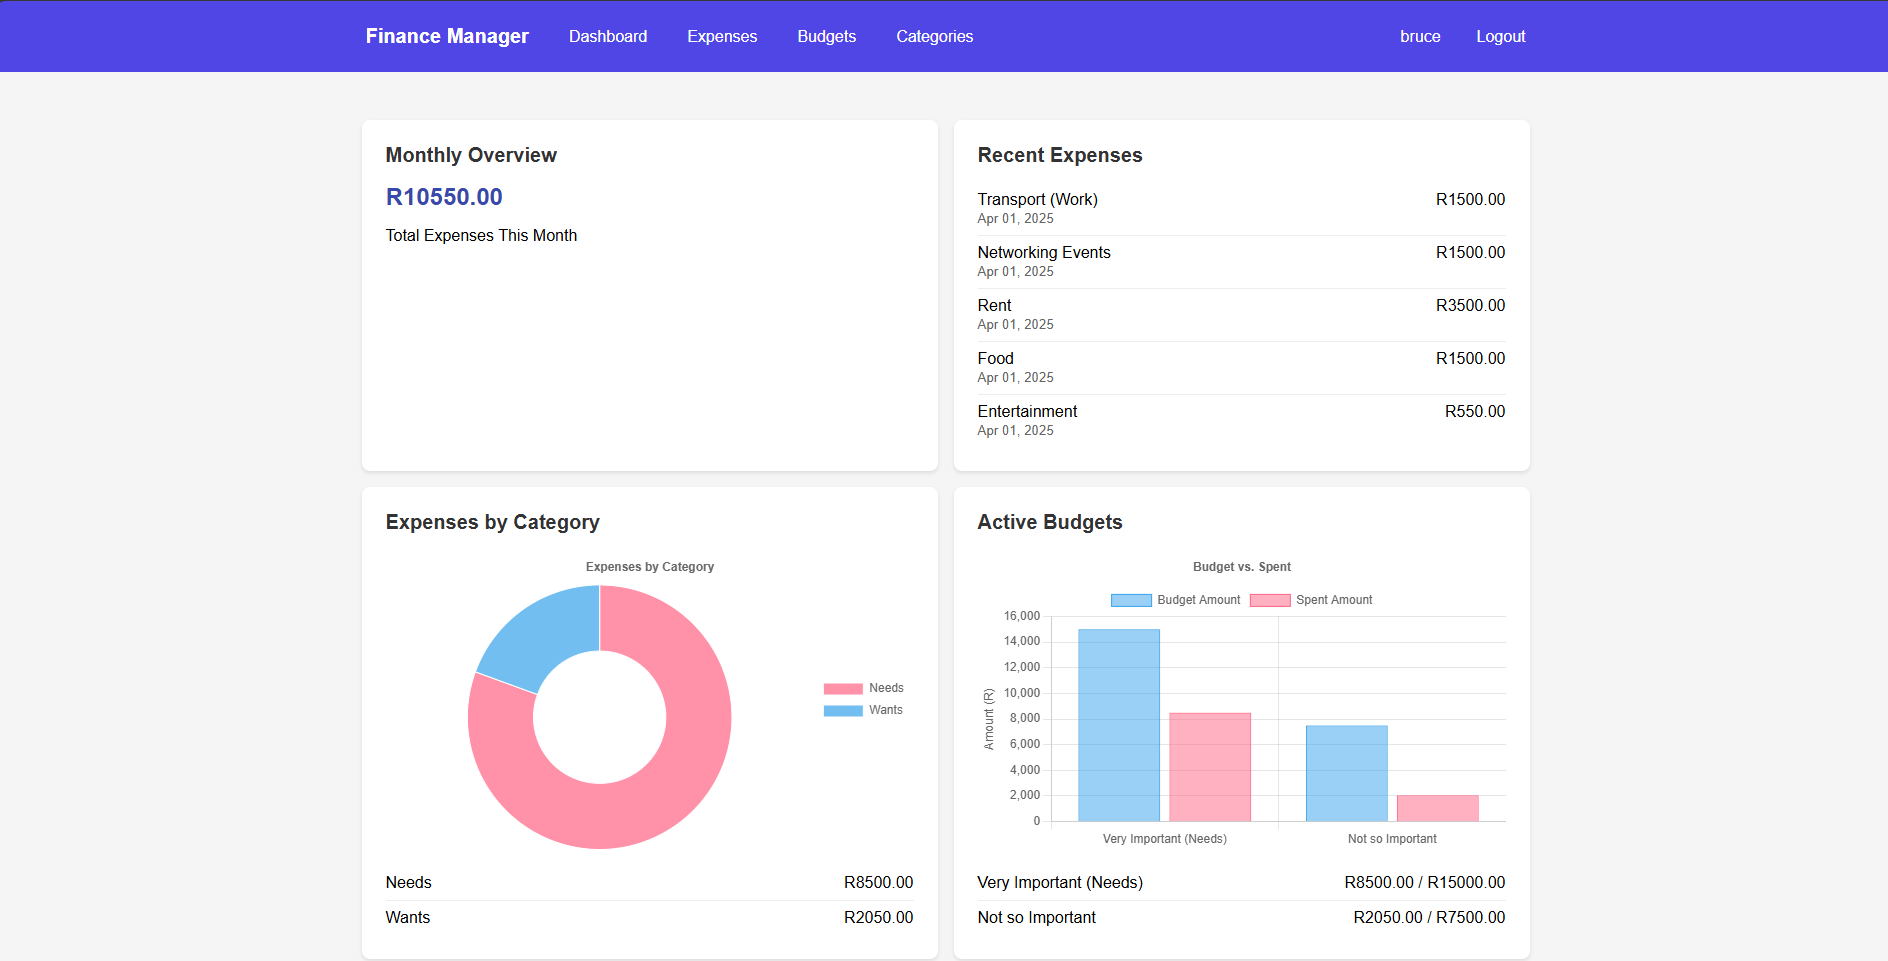 Finance Manager Dashboard Expenses Budgets Categories bruce Logout
Monthly Overview
R10550.00
Total Expenses This Month
Recent Expenses
Transport (Work) R1500.00
Apr 01, 2025
Networking Events R1500.00
Apr 01, 2025
Rent R3500.00
Apr 01, 2025
Food R1500.00
Apr 01, 2025
Entertainment R550.00
Apr 01, 2025
Expenses by Category
Expenses by Category
Needs
Wants
Needs R8500.00
Wants R2050.00
Active Budgets
Budget vs. Spent
Budget Amount Spent Amount
Amount (R)
16,000
14,000
12,000
10,000
8,000
6,000
4,000
2,000
0
Very Important (Needs) Not so Important
Very Important (Needs) R8500.00 / R15000.00
Not so Important R2050.00 / R7500.00